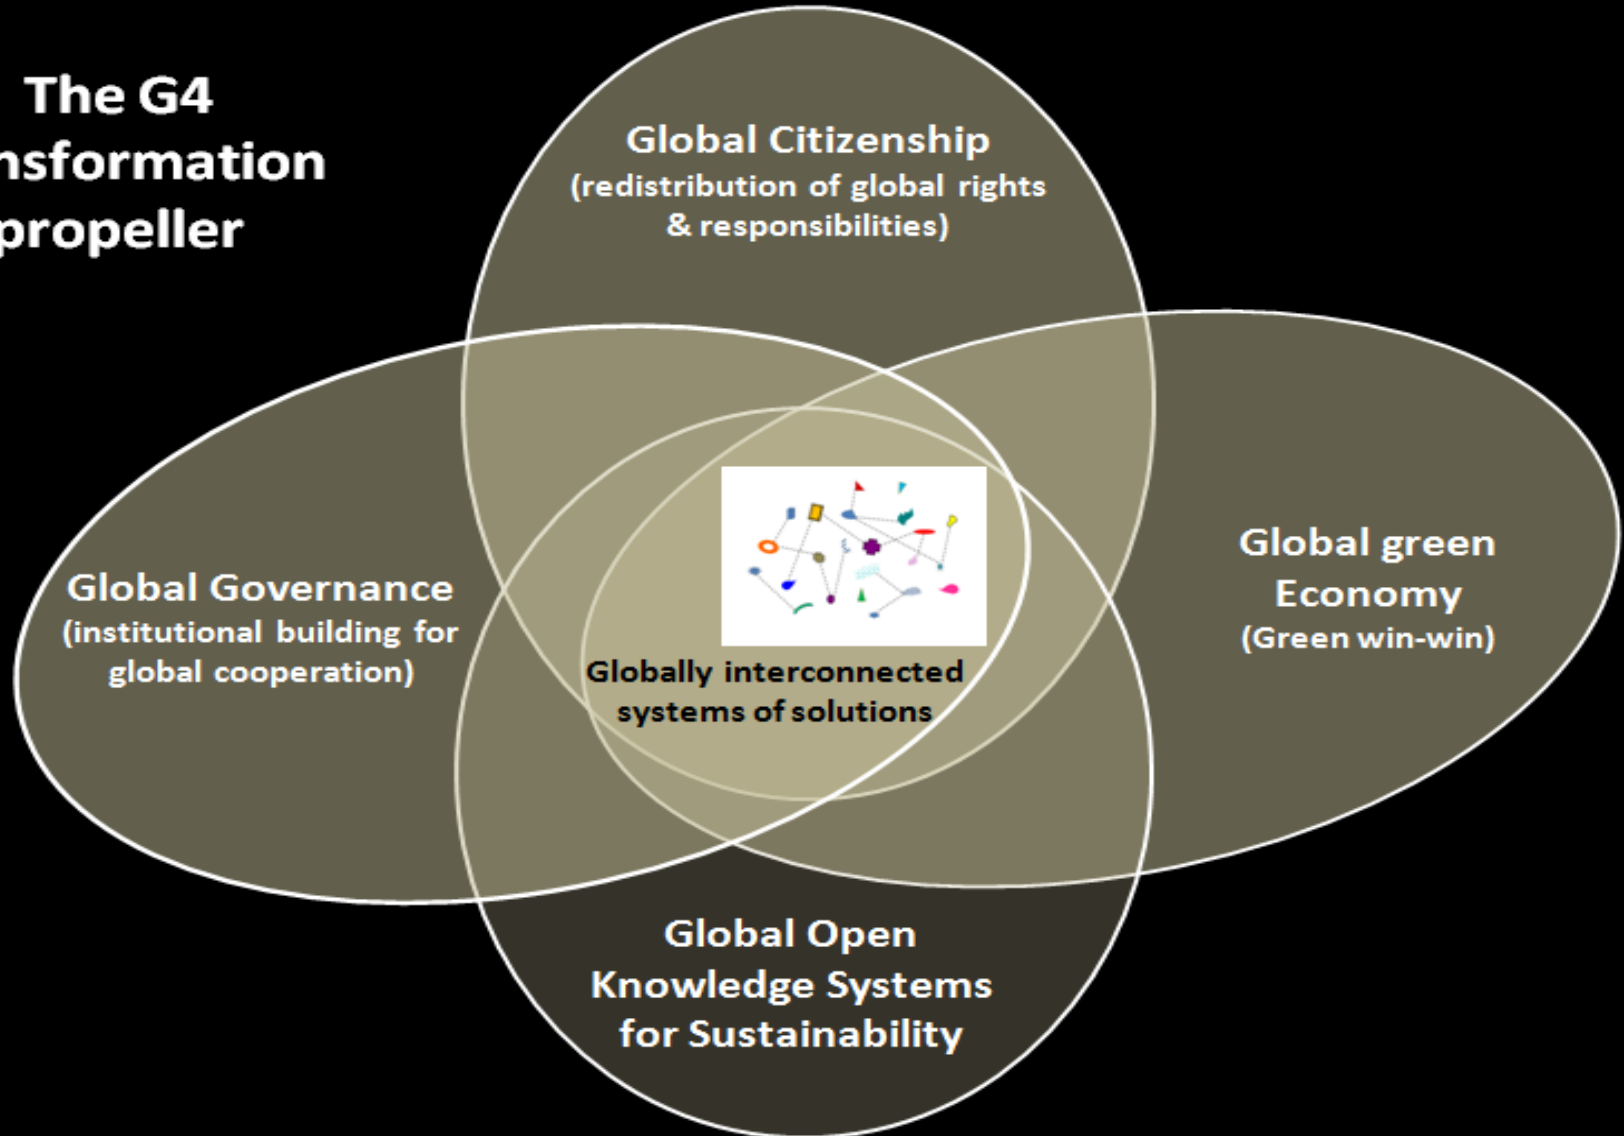 The G4
nsformation
propeller
Global Citizenship
(redistribution of global rights
& responsibilities)
Global Governance
(institutional building for
global cooperation)
Global green
Economy
(Green win-win)
Globally interconnected
systems of solutions
Global Open
Knowledge Systems
for Sustainability